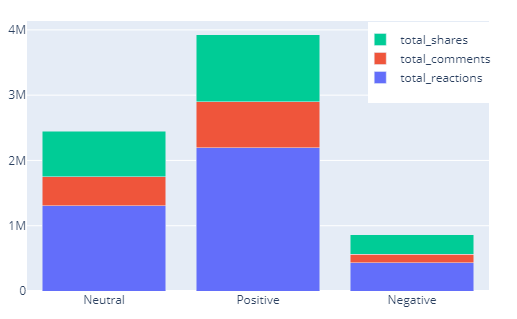 4M
3M
2M
1M
0
total_shares
total_comments
total_reactions
Neutral Positive Negative